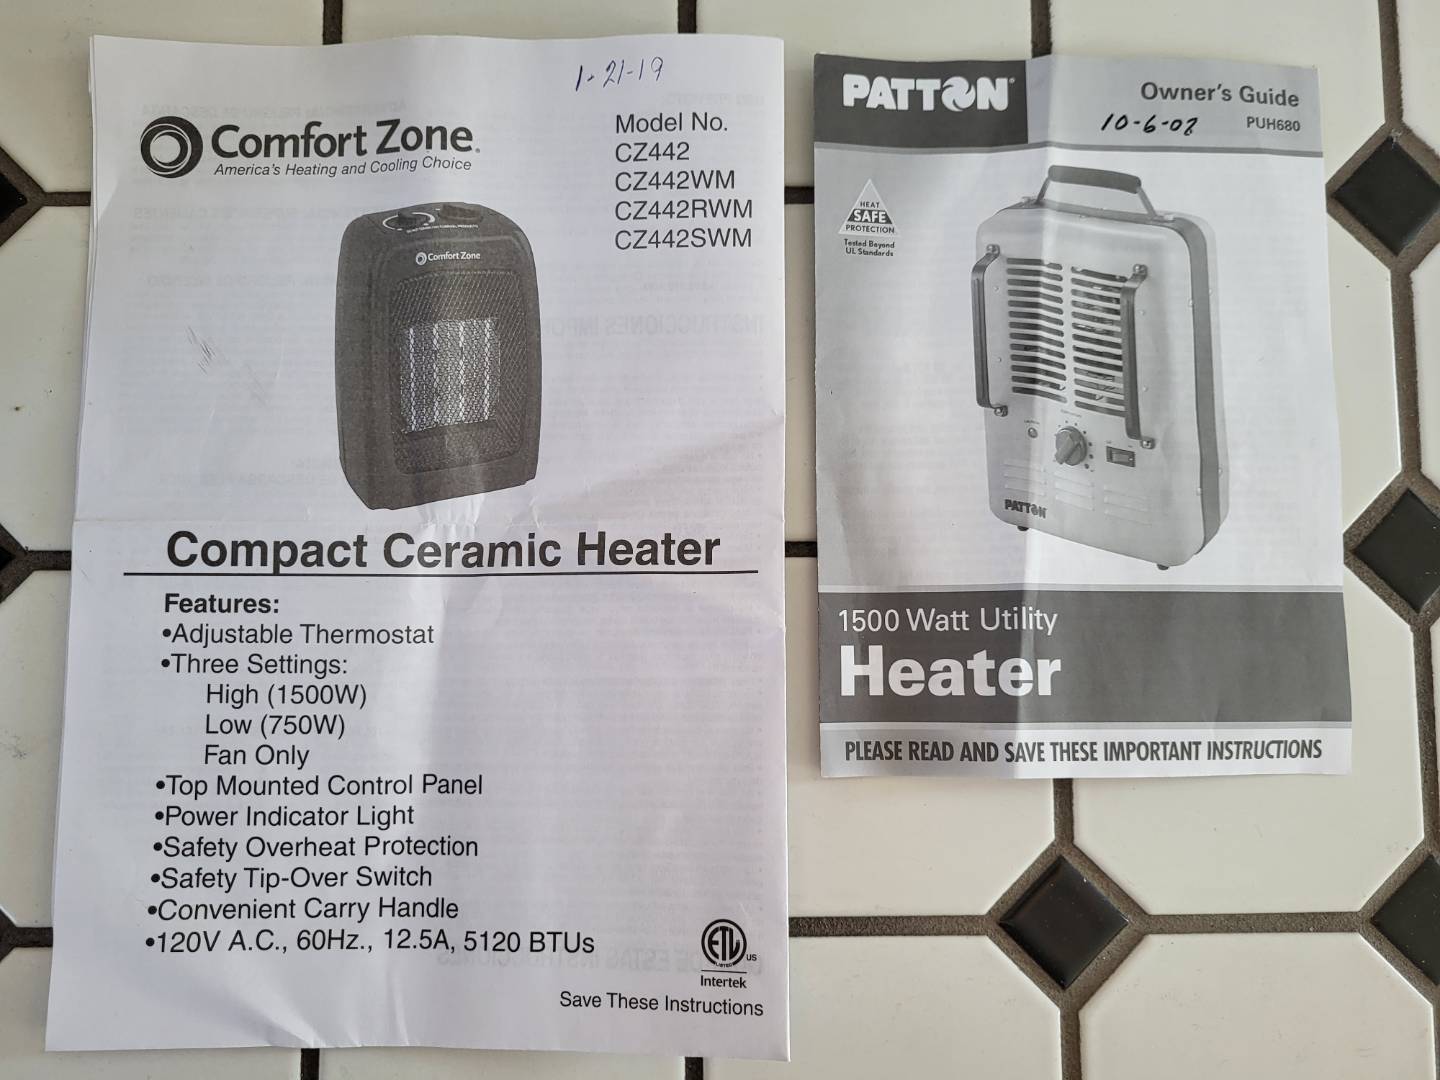 1-21-19
Comfort Zone®
America's Heating and Cooling Choice
Model No.
CZ442
CZ442WM
CZ442RWM
CZ442SWM
Comfort Zone
Compact Ceramic Heater
Features:
•Adjustable Thermostat
•Three Settings:
High (1500W)
Low (750W)
Fan Only
•Top Mounted Control Panel
•Power Indicator Light
•Safety Overheat Protection
•Safety Tip-Over Switch
•Convenient Carry Handle
•120V A.C., 60Hz., 12.5A, 5120 BTUs
ETL
LISTED
US
Intertek
Save These Instructions
PATTON®
Owner's Guide
10-6-08
PUH680
HEAT
SAFE
PROTECTION
Tested Beyond
UL Standards
PATTON
1500 Watt Utility
Heater
PLEASE READ AND SAVE THESE IMPORTANT INSTRUCTIONS